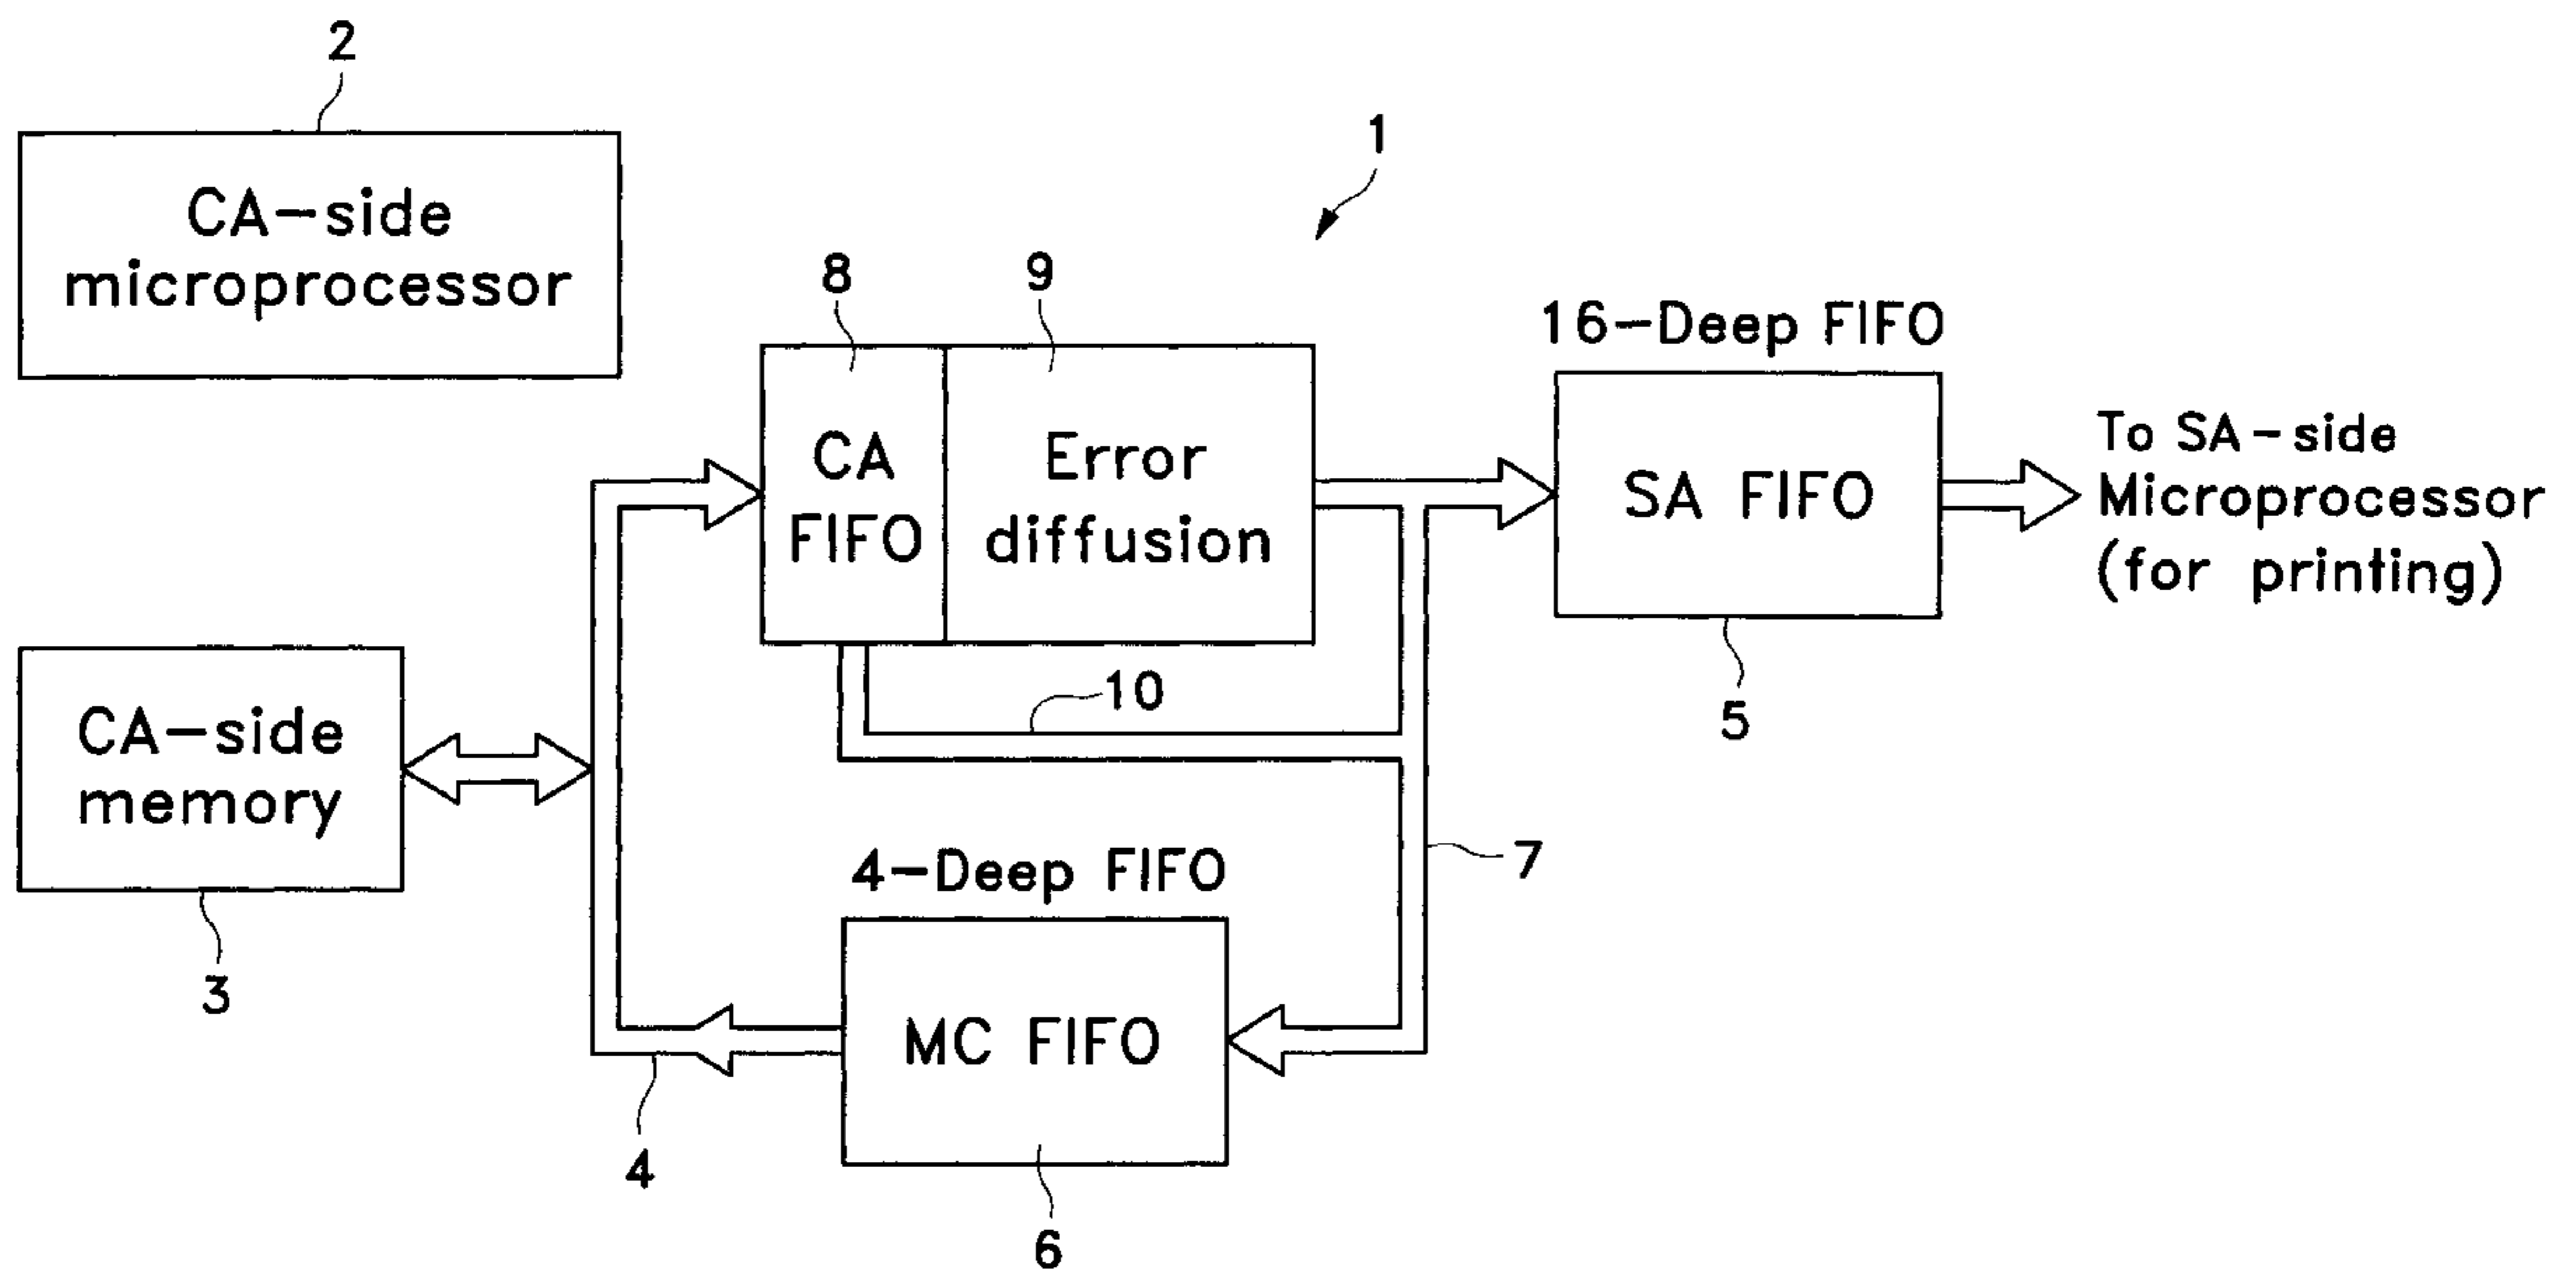 2
CA-side
microprocessor
1
8
9
CA
FIFO
Error
diffusion
16-Deep FIFO
SA FIFO
5
To SA-side
Microprocessor
(for printing)
10
CA-side
memory
3
7
4-Deep FIFO
MC FIFO
4
6